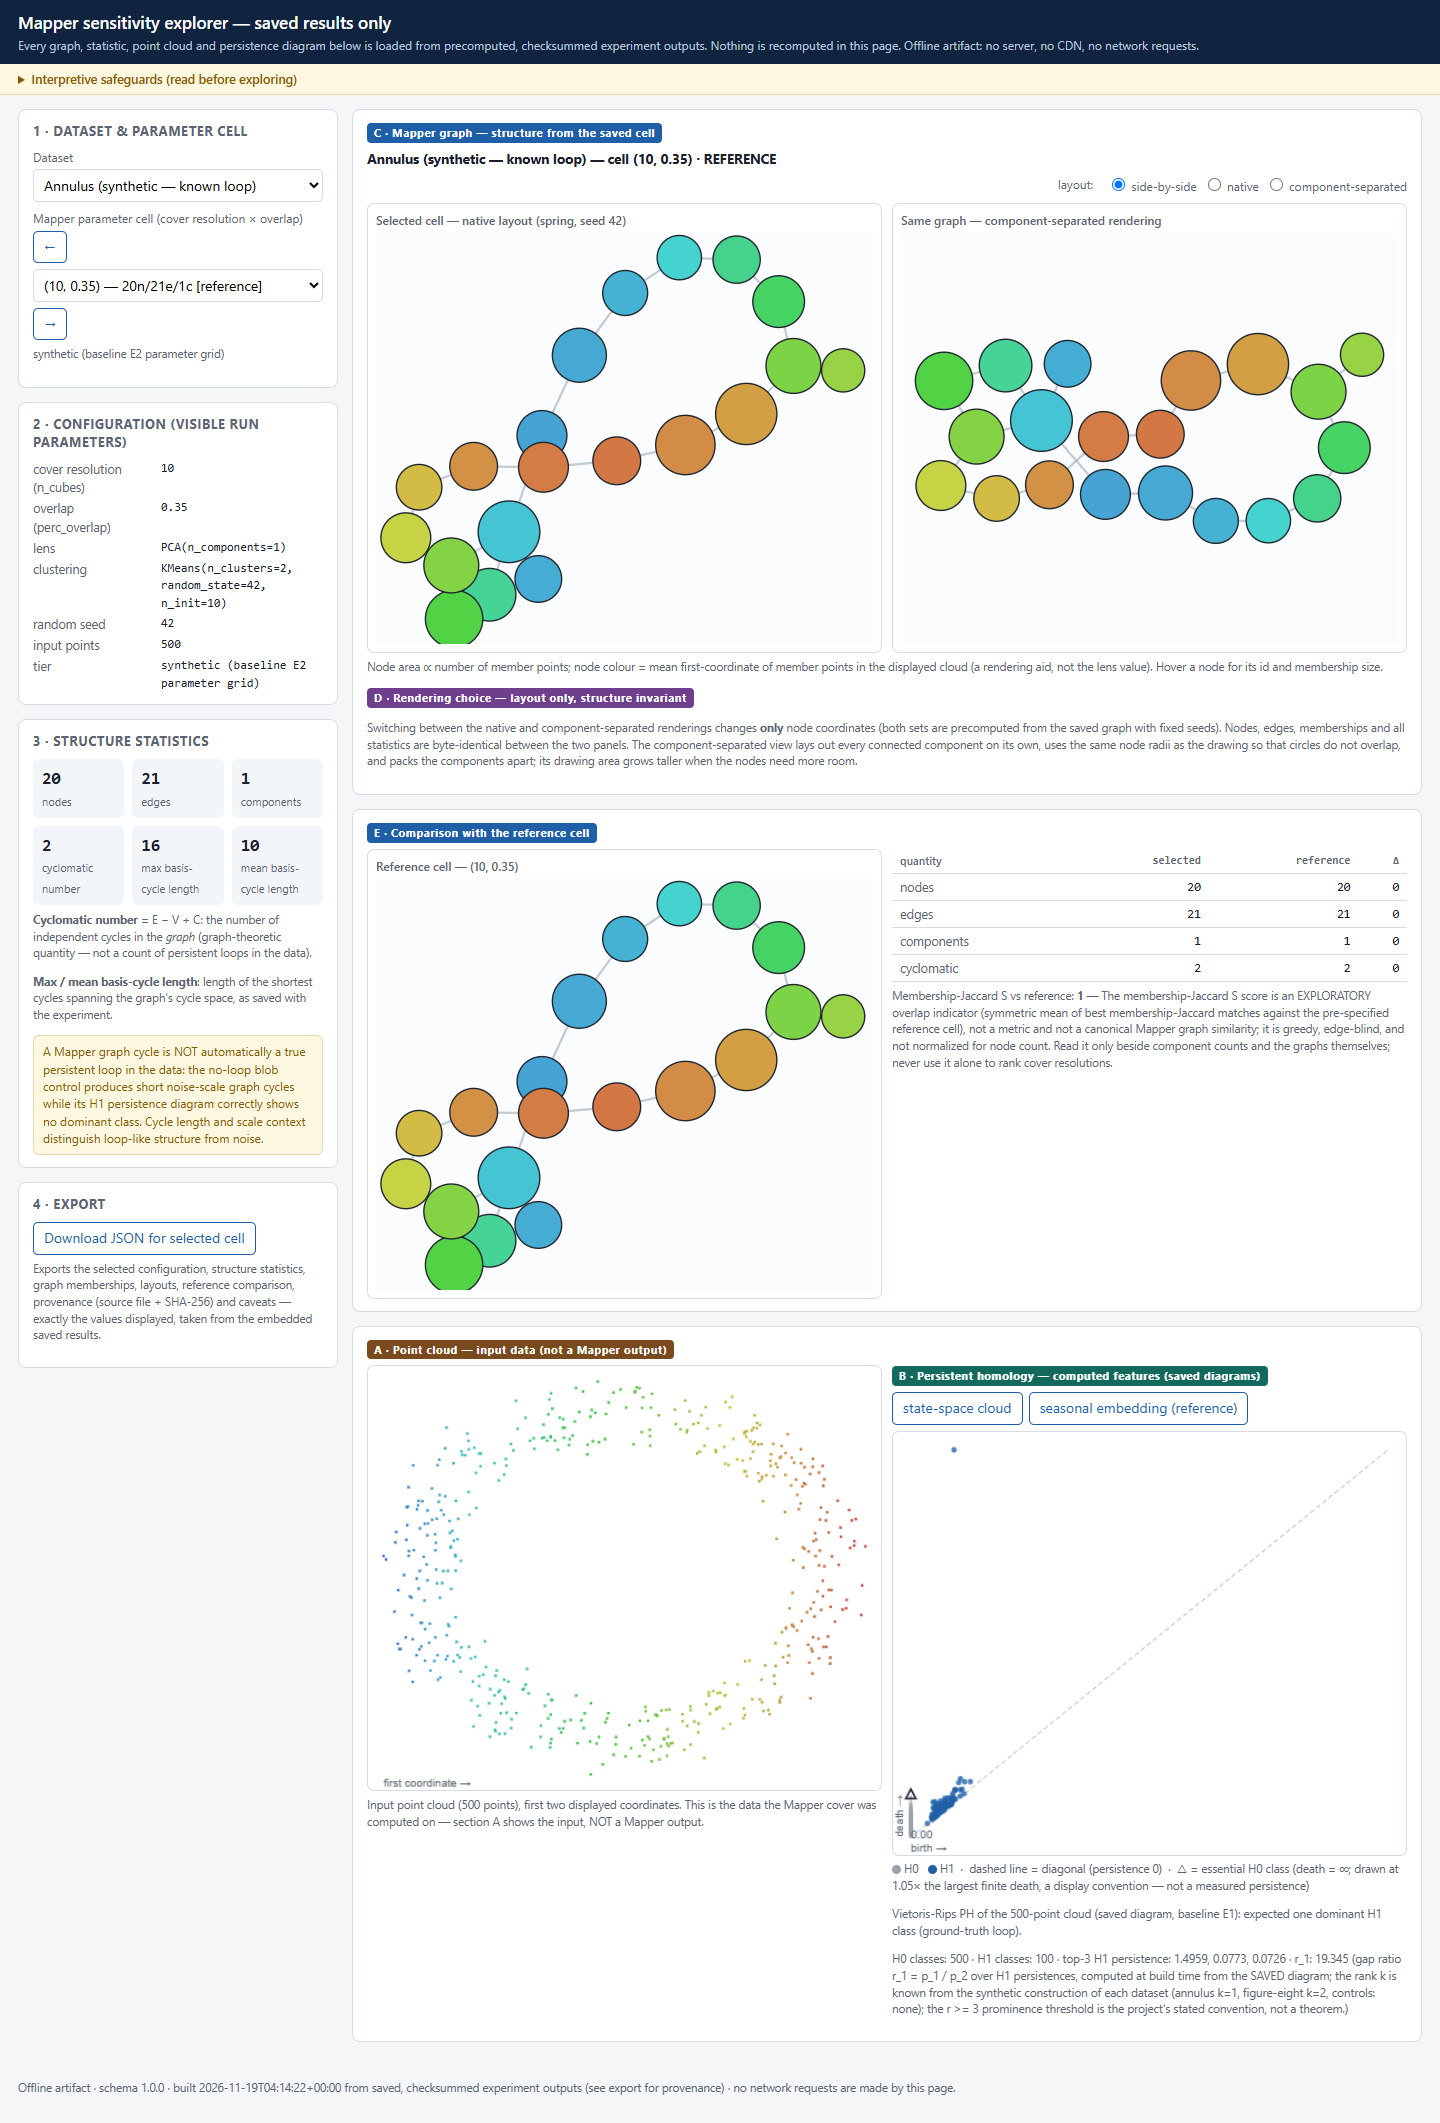 Mapper sensitivity explorer — saved results only
Every graph, statistic, point cloud and persistence diagram below is loaded from precomputed, checksummed experiment outputs. Nothing is recomputed in this page. Offline artifact: no server, no CDN, no network requests.
▶ Interpretive safeguards (read before exploring)
1 · DATASET & PARAMETER CELL
Dataset
Annulus (synthetic — known loop)
Mapper parameter cell (cover resolution × overlap)
←
(10, 0.35) — 20n/21e/1c [reference]
→
synthetic (baseline E2 parameter grid)
2 · CONFIGURATION (VISIBLE RUN
PARAMETERS)
cover resolution 10
(n_cubes)
overlap 0.35
(perc_overlap)
lens PCA(n_components=1)
clustering KMeans(n_clusters=2,
random_state=42,
n_init=10)
random seed 42
input points 500
tier synthetic (baseline E2
parameter grid)
3 · STRUCTURE STATISTICS
20 21 1
nodes edges components
2 16 10
cyclomatic max basis- mean basis-
number cycle length cycle length
Cyclomatic number = E − V + C: the number of
independent cycles in the graph (graph-theoretic
quantity — not a count of persistent loops in the data).
Max / mean basis-cycle length: length of the shortest
cycles spanning the graph's cycle space, as saved with
the experiment.
A Mapper graph cycle is NOT automatically a true
persistent loop in the data: the no-loop blob
control produces short noise-scale graph cycles
while its H1 persistence diagram correctly shows
no dominant class. Cycle length and scale context
distinguish loop-like structure from noise.
4 · EXPORT
Download JSON for selected cell
Exports the selected configuration, structure statistics,
graph memberships, layouts, reference comparison,
provenance (source file + SHA-256) and caveats —
exactly the values displayed, taken from the embedded
saved results.
C · Mapper graph — structure from the saved cell
Annulus (synthetic — known loop) — cell (10, 0.35) · REFERENCE
layout: side-by-side native component-separated
Selected cell — native layout (spring, seed 42)
Same graph — component-separated rendering
Node area ∝ number of member points; node colour = mean first-coordinate of member points in the displayed cloud (a rendering aid, not the lens value). Hover a node for its id and membership size.
D · Rendering choice — layout only, structure invariant
Switching between the native and component-separated renderings changes only node coordinates (both sets are precomputed from the saved graph with fixed seeds). Nodes, edges, memberships and all
statistics are byte-identical between the two panels. The component-separated view lays out every connected component on its own, uses the same node radii as the drawing so that circles do not overlap,
and packs the components apart; its drawing area grows taller when the nodes need more room.
E · Comparison with the reference cell
Reference cell — (10, 0.35)
quantity selected reference Δ
nodes 20 20 0
edges 21 21 0
components 1 1 0
cyclomatic 2 2 0
Membership-Jaccard S vs reference: 1 — The membership-Jaccard S score is an EXPLORATORY
overlap indicator (symmetric mean of best membership-Jaccard matches against the pre-specified
reference cell), not a metric and not a canonical Mapper graph similarity; it is greedy, edge-blind, and
not normalized for node count. Read it only beside component counts and the graphs themselves;
never use it alone to rank cover resolutions.
A · Point cloud — input data (not a Mapper output)
first coordinate →
Input point cloud (500 points), first two displayed coordinates. This is the data the Mapper cover was
computed on — section A shows the input, NOT a Mapper output.
B · Persistent homology — computed features (saved diagrams)
state-space cloud seasonal embedding (reference)
death →
0.00
birth →
H0 H1 · dashed line = diagonal (persistence 0) · △ = essential H0 class (death = ∞; drawn at
1.05× the largest finite death, a display convention — not a measured persistence)
Vietoris-Rips PH of the 500-point cloud (saved diagram, baseline E1): expected one dominant H1
class (ground-truth loop).
H0 classes: 500 · H1 classes: 100 · top-3 H1 persistence: 1.4959, 0.0773, 0.0726 · r_1: 19.345 (gap ratio
r_1 = p_1 / p_2 over H1 persistences, computed at build time from the SAVED diagram; the rank k is
known from the synthetic construction of each dataset (annulus k=1, figure-eight k=2, controls:
none); the r >= 3 prominence threshold is the project's stated convention, not a theorem.)
Offline artifact · schema 1.0.0 · built 2026-11-19T04:14:22+00:00 from saved, checksummed experiment outputs (see export for provenance) · no network requests are made by this page.